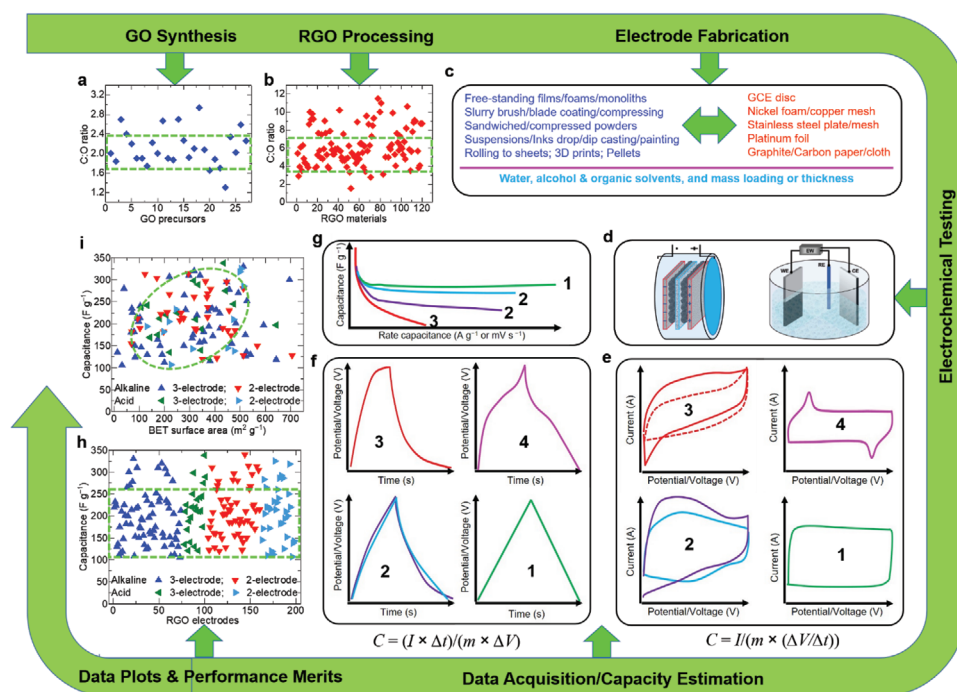 GO Synthesis
RGO Processing
Electrode Fabrication
a
C:O ratio
3.2
2.8
2.4
2.0
1.6
1.2
0 5 10 15 20 25
GO precursors
b
C:O ratio
12
10
8
6
4
2
0
0 20 40 60 80 100 120
RGO materials
c
Free-standing films/foams/monoliths
Slurry brush/blade coating/compressing
Sandwiched/compressed powders
Suspensions/Inks drop/dip casting/painting
Rolling to sheets; 3D prints; Pellets
GCE disc
Nickel foam/copper mesh
Stainless steel plate/mesh
Platinum foil
Graphite/Carbon paper/cloth
Water, alcohol & organic solvents, and mass loading or thickness
Electrochemical Testing
i
Capacitance (F g⁻¹)
350
300
250
200
150
100
50
0
Alkaline 3-electrode; 2-electrode
Acid 3-electrode; 2-electrode
0 100 200 300 400 500 600 700
BET surface area (m² g⁻¹)
g
Capacitance (F g⁻¹)
1
2
2
3
Rate capacitance (A g⁻¹ or mV s⁻¹)
d
WE
RE
CE
h
Capacitance (F g⁻¹)
350
300
250
200
150
100
50
0
Alkaline 3-electrode; 2-electrode
Acid 3-electrode; 2-electrode
0 50 100 150 200
RGO electrodes
f
Potential/Voltage (V)
3
Time (s)
Potential/Voltage (V)
4
Time (s)
Potential/Voltage (V)
2
Time (s)
Potential/Voltage (V)
1
Time (s)
C = (I × Δt)/(m × ΔV)
e
Current (A)
3
Potential/Voltage (V)
Current (A)
4
Potential/Voltage (V)
Current (A)
2
Potential/Voltage (V)
Current (A)
1
Potential/Voltage (V)
C = I/(m × (ΔV/Δt))
Data Plots & Performance Merits
Data Acquisition/Capacity Estimation